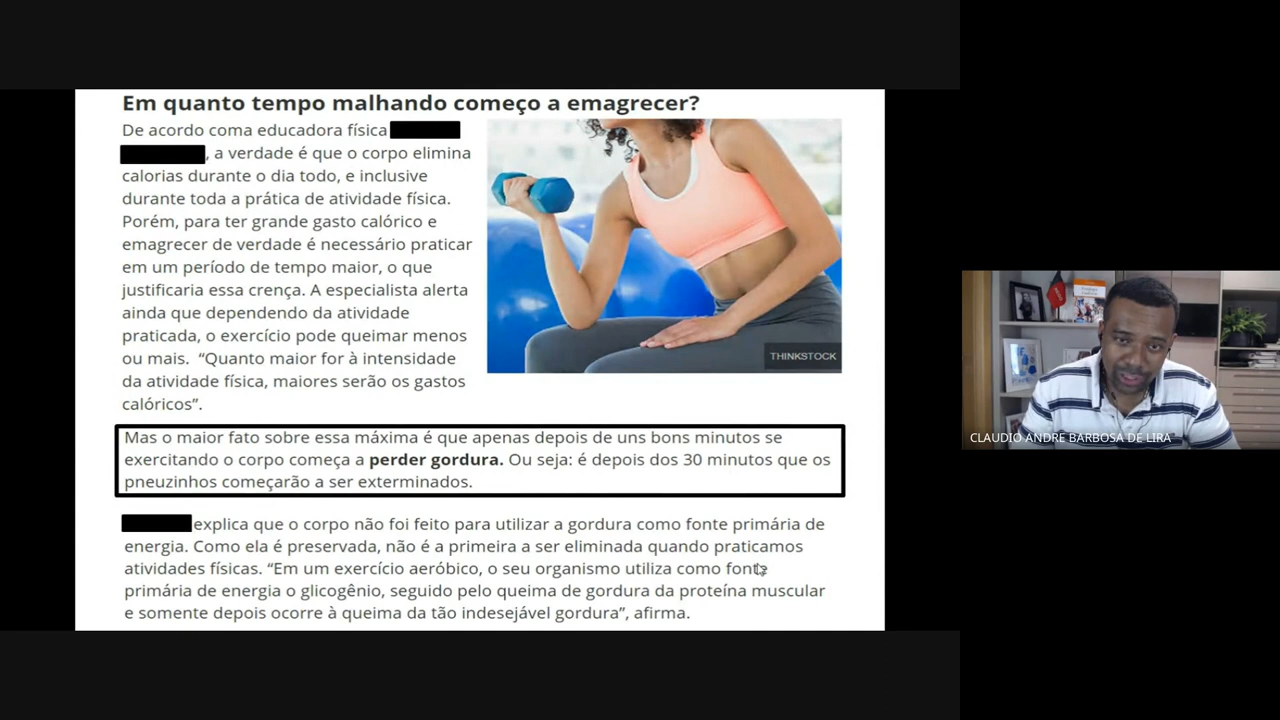 Em quanto tempo malhando começo a emagrecer?
De acordo coma educadora física
, a verdade é que o corpo elimina
calorias durante o dia todo, e inclusive
durante toda a prática de atividade física.
Porém, para ter grande gasto calórico e
emagrecer de verdade é necessário praticar
em um período de tempo maior, o que
justificaria essa crença. A especialista alerta
ainda que dependendo da atividade
praticada, o exercício pode queimar menos
ou mais. “Quanto maior for à intensidade
da atividade física, maiores serão os gastos
calóricos”.
THINKSTOCK
Mas o maior fato sobre essa máxima é que apenas depois de uns bons minutos se
exercitando o corpo começa a perder gordura. Ou seja: é depois dos 30 minutos que os
pneuzinhos começarão a ser exterminados.
explica que o corpo não foi feito para utilizar a gordura como fonte primária de
energia. Como ela é preservada, não é a primeira a ser eliminada quando praticamos
atividades físicas. “Em um exercício aeróbico, o seu organismo utiliza como fonte
primária de energia o glicogênio, seguido pelo queima de gordura da proteína muscular
e somente depois ocorre à queima da tão indesejável gordura”, afirma.
CLAUDIO ANDRE BARBOSA DE LIRA